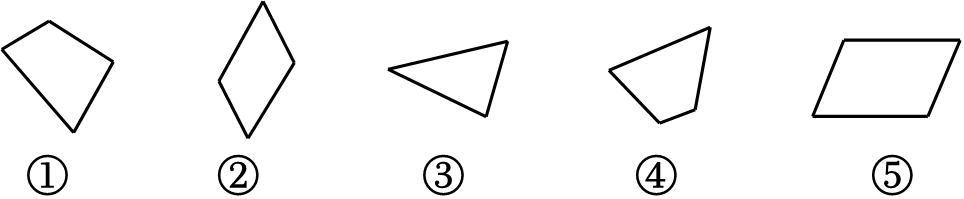 ① ② ③ ④ ⑤